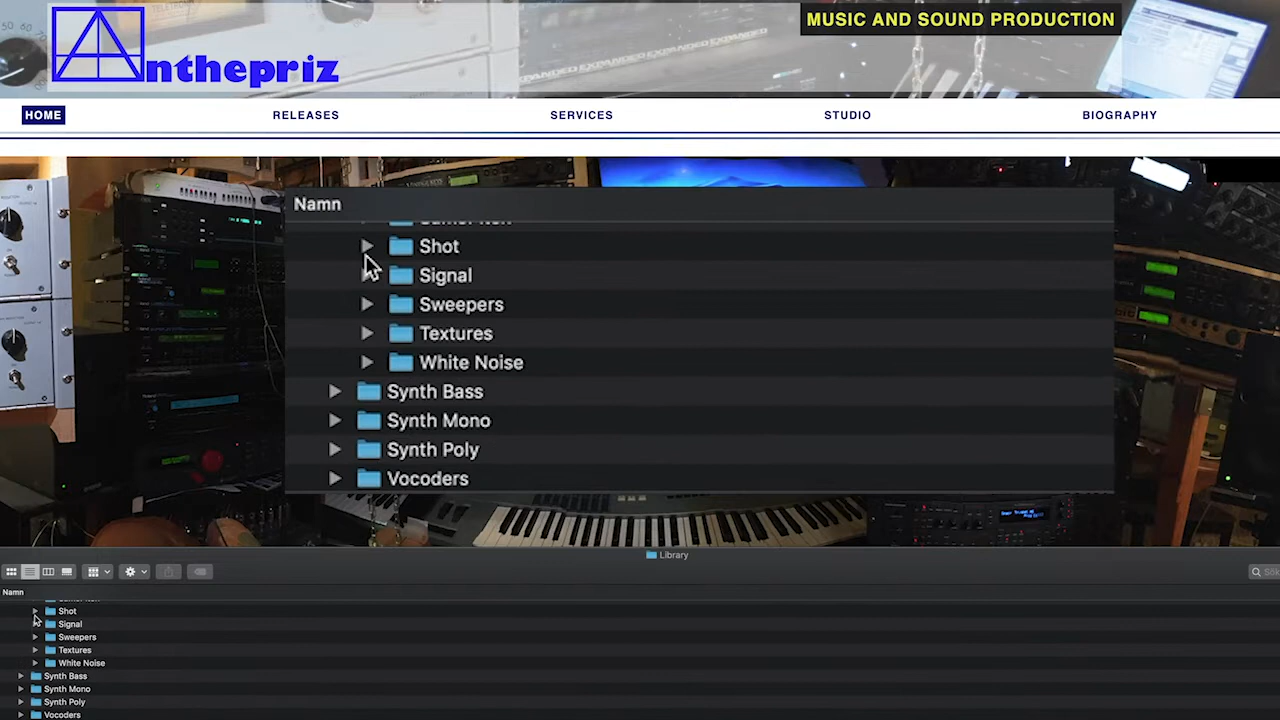 MUSIC AND SOUND PRODUCTION
Anthepriz
HOME
RELEASES
SERVICES
STUDIO
BIOGRAPHY
Namn
Shot
Signal
Sweepers
Textures
White Noise
Synth Bass
Synth Mono
Synth Poly
Vocoders
Library
Namn
Shot
Signal
Sweepers
Textures
White Noise
Synth Bass
Synth Mono
Synth Poly
Vocoders